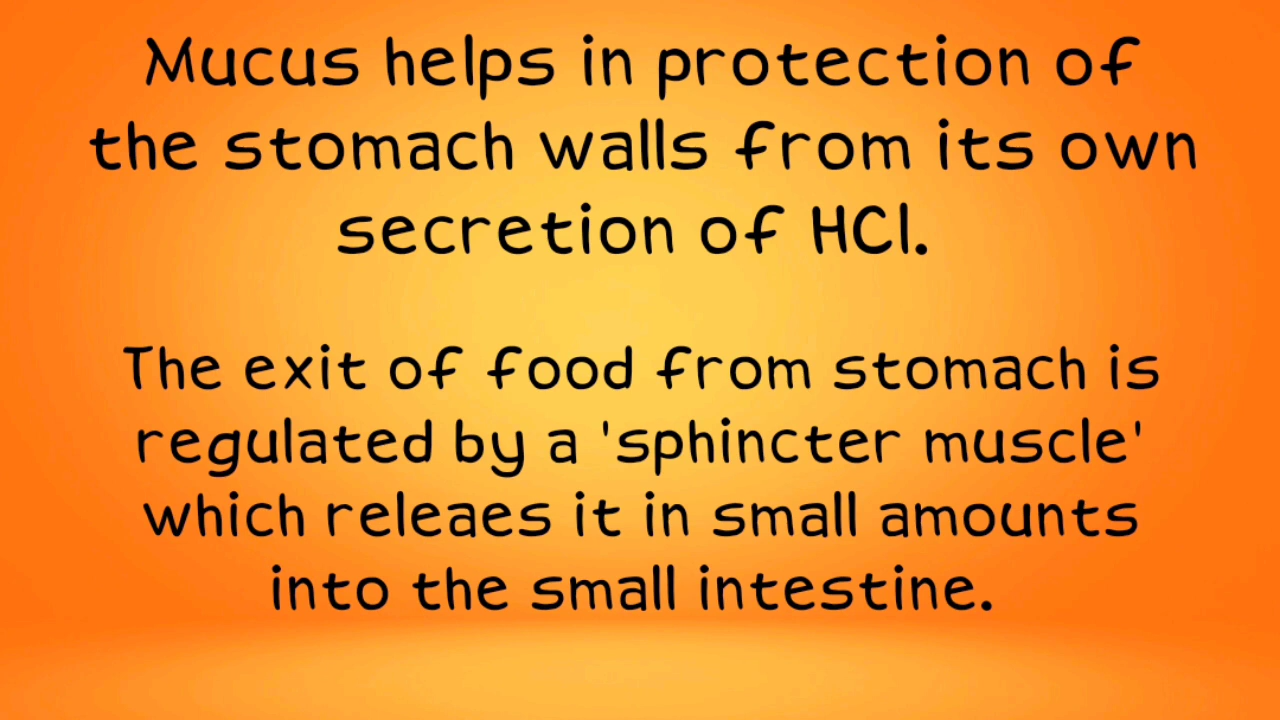 Mucus helps in protection of
the stomach walls from its own
secretion of HCl.
The exit of food from stomach is
regulated by a 'sphincter muscle'
which releaes it in small amounts
into the small intestine.